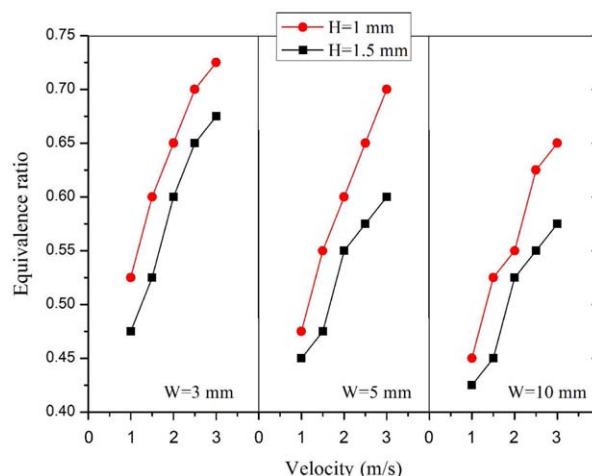 H=1 mm
H=1.5 mm
0.75
0.70
0.65
0.60
0.55
0.50
0.45
0.40
Equivalence ratio
W=3 mm
W=5 mm
W=10 mm
0 1 2 3 0 1 2 3 0 1 2 3
Velocity (m/s)